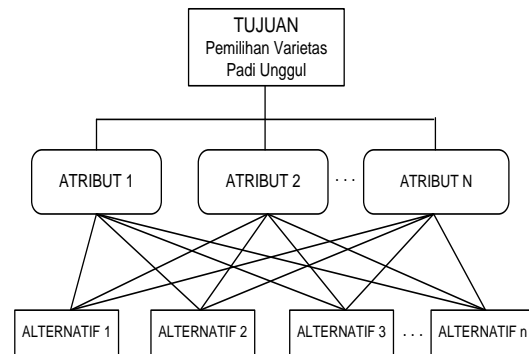 TUJUAN
Pemilihan Varietas
Padi Unggul
ATRIBUT 1
ATRIBUT 2
. . .
ATRIBUT N
ALTERNATIF 1
ALTERNATIF 2
ALTERNATIF 3
. . .
ALTERNATIF n